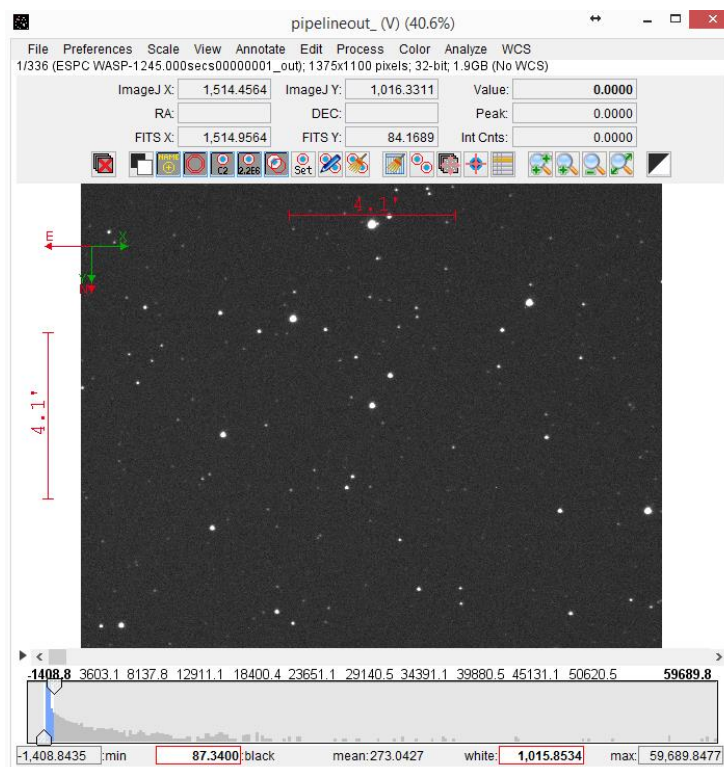 pipelineout_ (V) (40.6%)
File Preferences Scale View Annotate Edit Process Color Analyze WCS
1/336 (ESPC WASP-1245.000secs00000001_out); 1375x1100 pixels; 32-bit; 1.9GB (No WCS)
ImageJ X: 1,514.4564 ImageJ Y: 1,016.3311 Value: 0.0000
RA: DEC: Peak: 0.0000
FITS X: 1,514.9564 FITS Y: 84.1689 Int Cnts: 0.0000
NAME C2 2.2E6 Set
4.1'
E X
Y
N
4.1'
-1408.8 3603.1 8137.8 12911.1 18400.4 23651.1 29140.5 34391.1 39880.5 45131.1 50620.5 59689.8
-1,408.8435 :min 87.3400 :black mean:273.0427 white: 1,015.8534 max: 59,689.8477